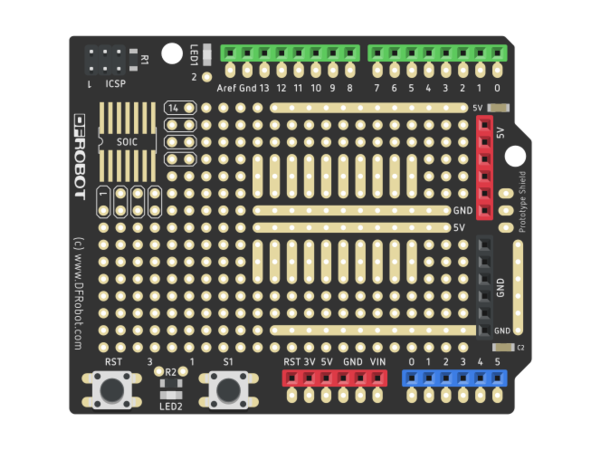 LED1
R1
1 ICSP
2
Aref Gnd 13 12 11 10 9 8 7 6 5 4 3 2 1 0
14
5V
5V
SOIC
DFROBOT
1
Prototype Shield
GND
5V
(c) www.DFRobot.com
GND
GND
C2
RST 3 1 S1 RST 3V 5V GND VIN 0 1 2 3 4 5
R2
LED2